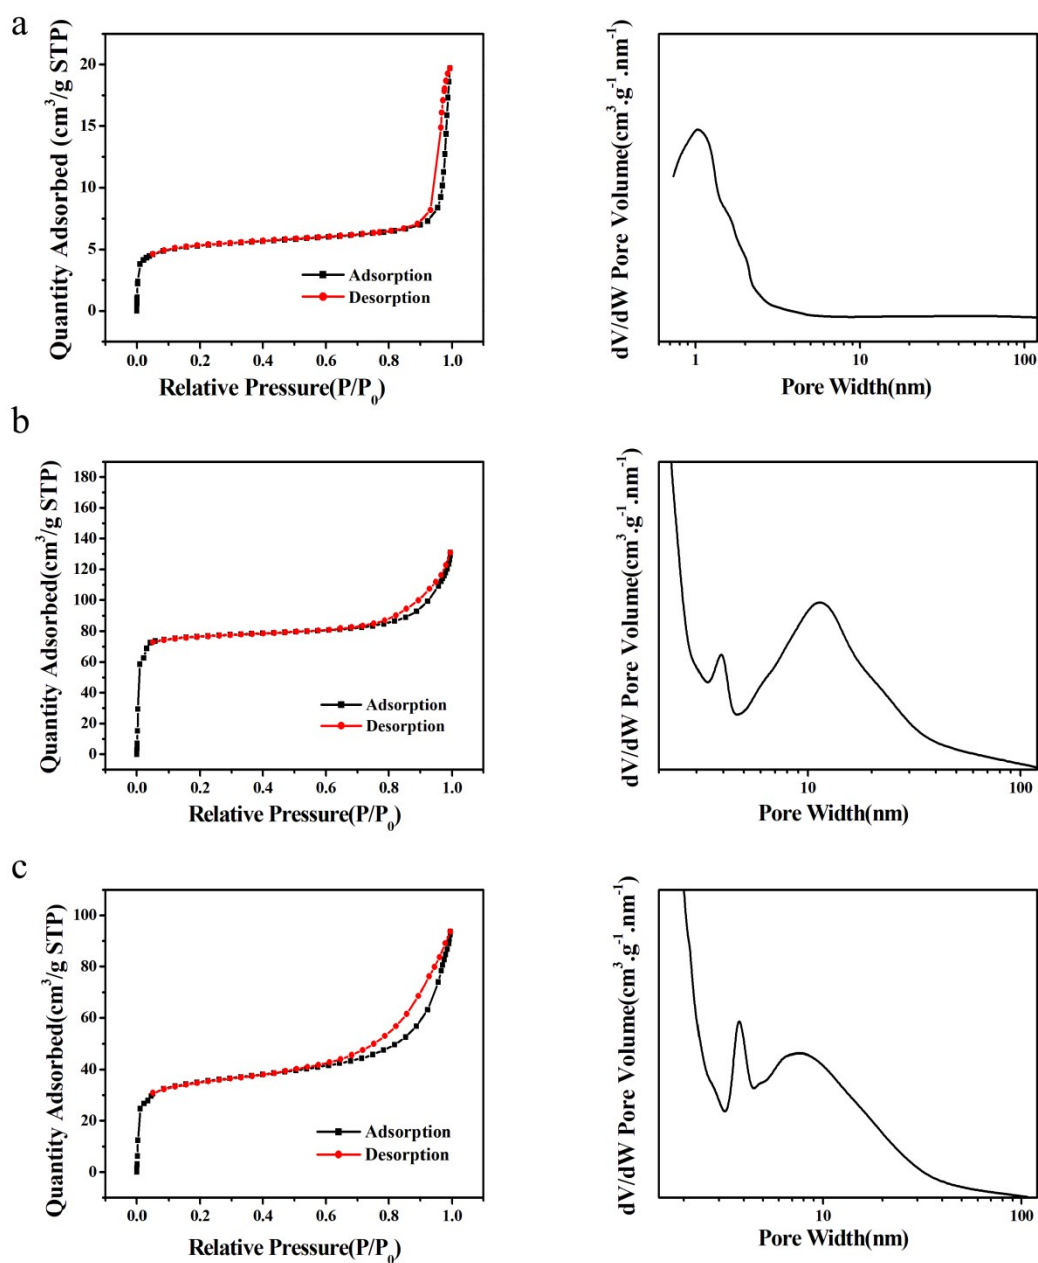 a
Quantity Adsorbed (cm³/g STP)
20
15
10
5
0
Adsorption
Desorption
0.0 0.2 0.4 0.6 0.8 1.0
Relative Pressure(P/P₀)
dV/dW Pore Volume(cm³.g⁻¹.nm⁻¹)
1 10 100
Pore Width(nm)
b
Quantity Adsorbed(cm³/g STP)
180
160
140
120
100
80
60
40
20
0
Adsorption
Desorption
0.0 0.2 0.4 0.6 0.8 1.0
Relative Pressure(P/P₀)
dV/dW Pore Volume(cm³.g⁻¹.nm⁻¹)
10 100
Pore Width(nm)
c
Quantity Adsorbed(cm³/g STP)
100
80
60
40
20
0
Adsorption
Desorption
0.0 0.2 0.4 0.6 0.8 1.0
Relative Pressure(P/P₀)
dV/dW Pore Volume(cm³.g⁻¹.nm⁻¹)
10 100
Pore Width(nm)